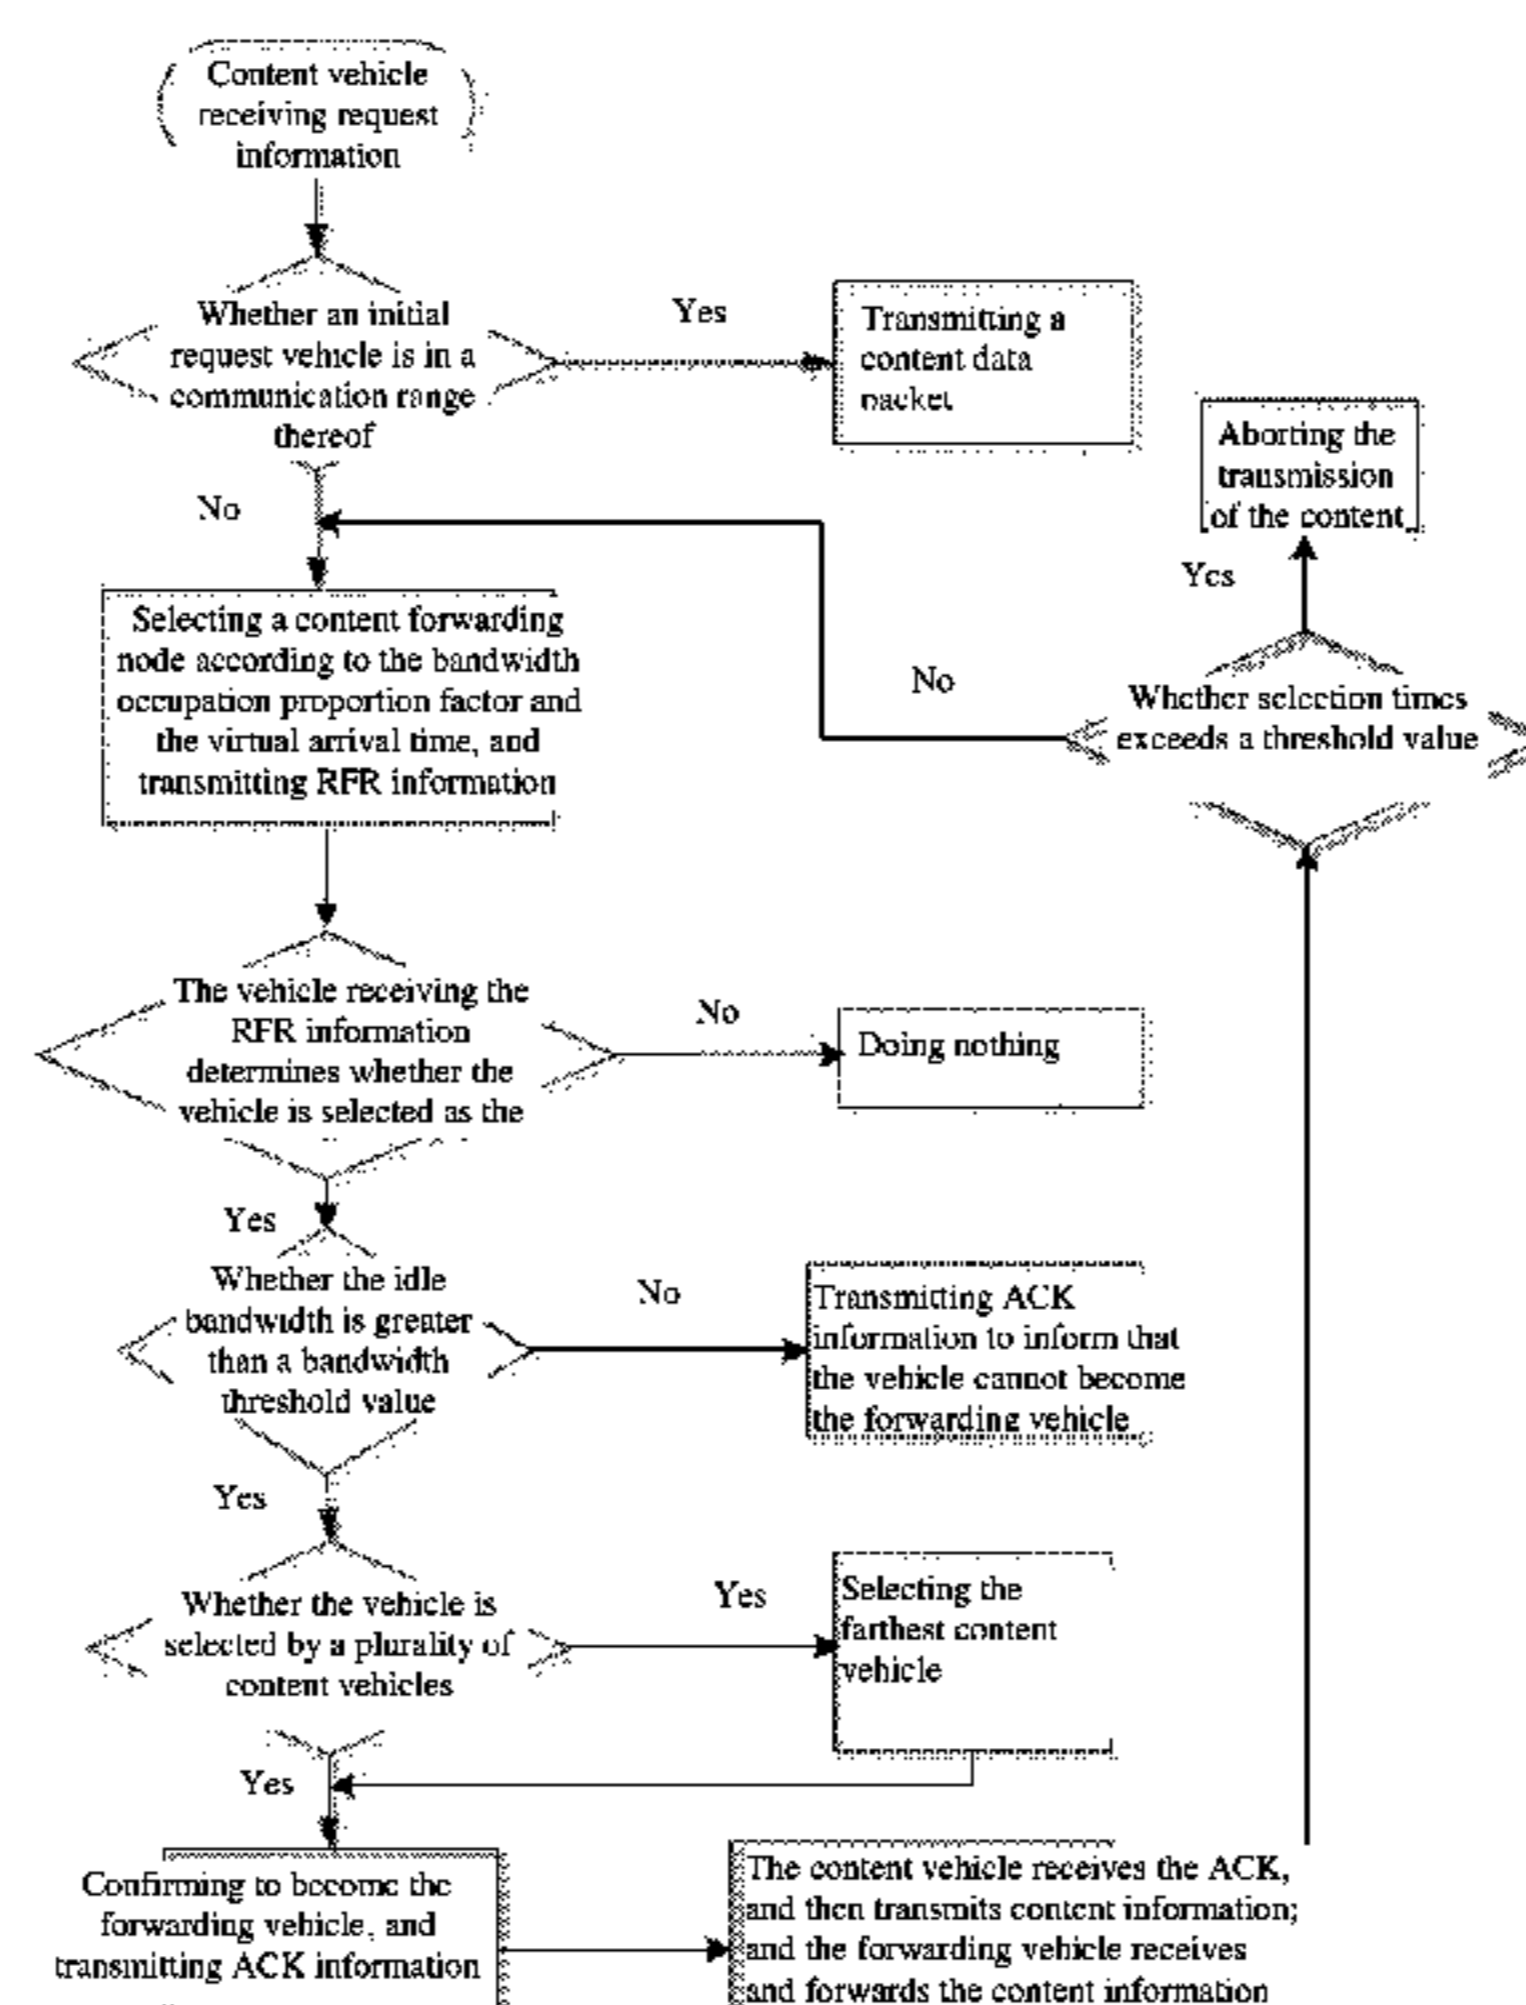 Content vehicle
receiving request
information
Whether an initial
request vehicle is in a
communication range
thereof
Yes
Transmitting a
content data
packet
Aborting the
transmission
of the content
No
Yes
Selecting a content forwarding
node according to the bandwidth
occupation proportion factor and
the virtual arrival time, and
transmitting RFR information
No
Whether selection times
exceeds a threshold value
The vehicle receiving the
RFR information
determines whether the
vehicle is selected as the
No
Doing nothing
Yes
Whether the idle
bandwidth is greater
than a bandwidth
threshold value
No
Transmitting ACK
information to inform that
the vehicle cannot become
the forwarding vehicle
Yes
Whether the vehicle is
selected by a plurality of
content vehicles
Yes
Selecting the
farthest content
vehicle
Yes
Confirming to become the
forwarding vehicle, and
transmitting ACK information
The content vehicle receives the ACK,
and then transmits content information;
and the forwarding vehicle receives
and forwards the content information